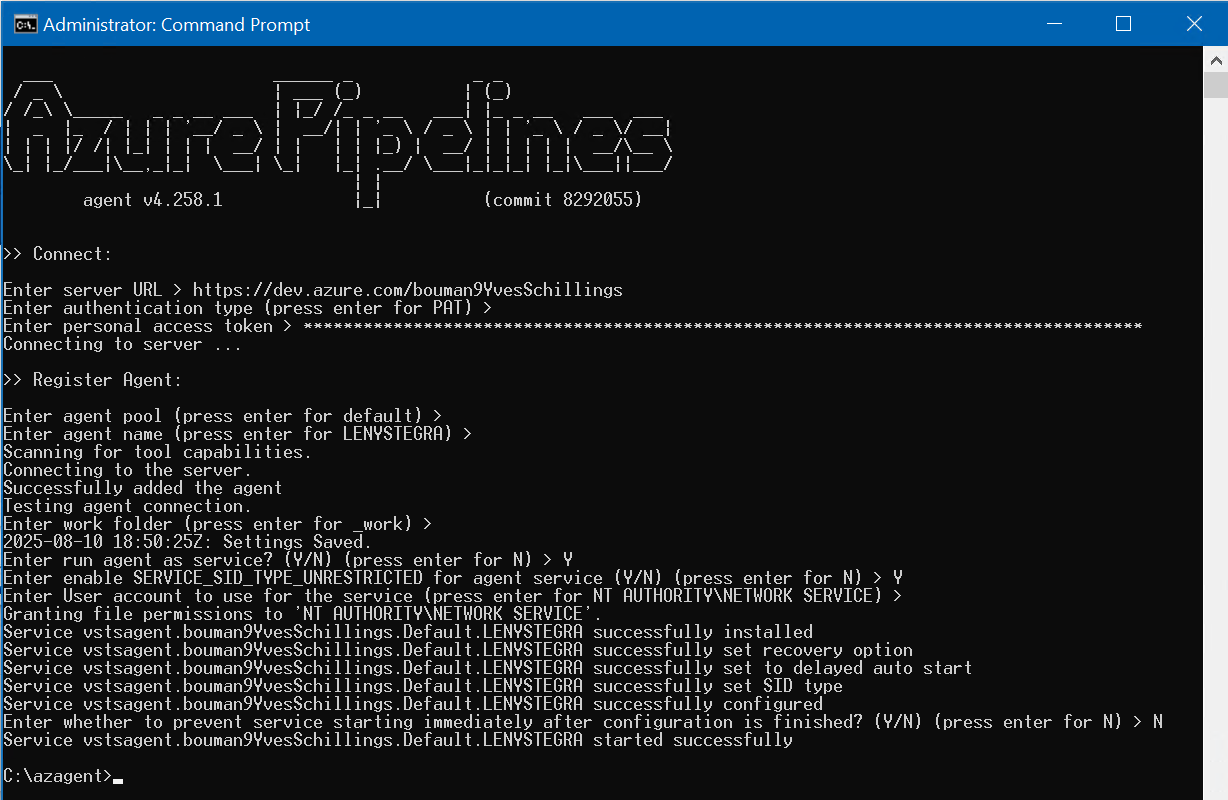 Administrator: Command Prompt
Azure Pipelines
agent v4.258.1 (commit 8292055)
>> Connect:
Enter server URL > https://dev.azure.com/bouman9YvesSchillings
Enter authentication type (press enter for PAT) >
Enter personal access token > ************************************************************************************
Connecting to server ...
>> Register Agent:
Enter agent pool (press enter for default) >
Enter agent name (press enter for LENYSTEGRA) >
Scanning for tool capabilities.
Connecting to the server.
Successfully added the agent
Testing agent connection.
Enter work folder (press enter for _work) >
2025-08-10 18:50:25Z: Settings Saved.
Enter run agent as service? (Y/N) (press enter for N) > Y
Enter enable SERVICE_SID_TYPE_UNRESTRICTED for agent service (Y/N) (press enter for N) > Y
Enter User account to use for the service (press enter for NT AUTHORITY\NETWORK SERVICE) >
Granting file permissions to 'NT AUTHORITY\NETWORK SERVICE'.
Service vstsagent.bouman9YvesSchillings.Default.LENYSTEGRA successfully installed
Service vstsagent.bouman9YvesSchillings.Default.LENYSTEGRA successfully set recovery option
Service vstsagent.bouman9YvesSchillings.Default.LENYSTEGRA successfully set to delayed auto start
Service vstsagent.bouman9YvesSchillings.Default.LENYSTEGRA successfully set SID type
Service vstsagent.bouman9YvesSchillings.Default.LENYSTEGRA successfully configured
Enter whether to prevent service starting immediately after configuration is finished? (Y/N) (press enter for N) > N
Service vstsagent.bouman9YvesSchillings.Default.LENYSTEGRA started successfully
C:\azagent>